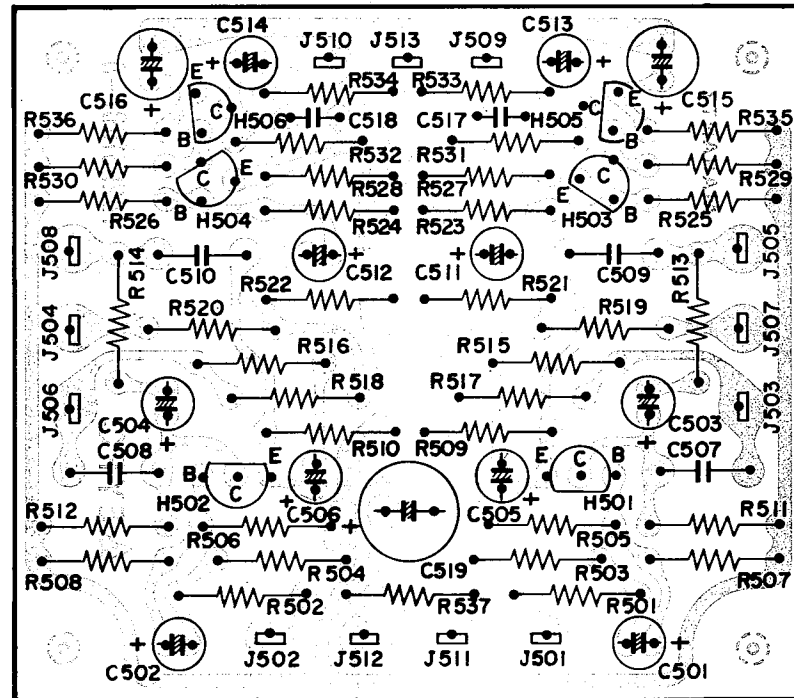 C514 C513
J510 J513 J509
+ + + +
E R534 R533 E
C516 C C C515
R536 H506 C518 C517 H505 R535
B B
R532 R531
C E R528 R527 E C
R530 R529
R526 B H504 R524 R523 H503 B R525
J508 R514 + + R513 J505
C510 C512 C511 C509
R522 R521
J504 R520 R519 J507
R516 R515
J506 R518 R517 J503
C504 C503
+ R510 R509 +
C508 B E E B C507
C C
R512 H502 + C506 + C505 + H501 R511
R506 R505
R508 R504 C519 R503 R507
R502 R537 R501
+ +
C502 J502 J512 J511 J501 C501